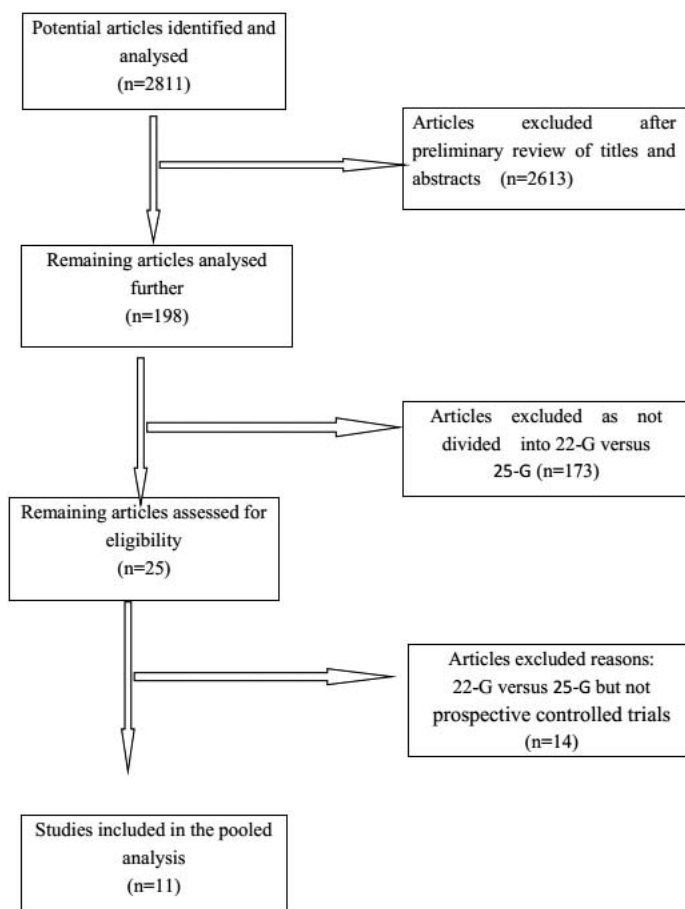 Potential articles identified and
analysed
(n=2811)
Articles excluded after
preliminary review of titles and
abstracts (n=2613)
Remaining articles analysed
further
(n=198)
Articles excluded as not
divided into 22-G versus
25-G (n=173)
Remaining articles assessed for
eligibility
(n=25)
Articles excluded reasons:
22-G versus 25-G but not
prospective controlled trials
(n=14)
Studies included in the pooled
analysis
(n=11)